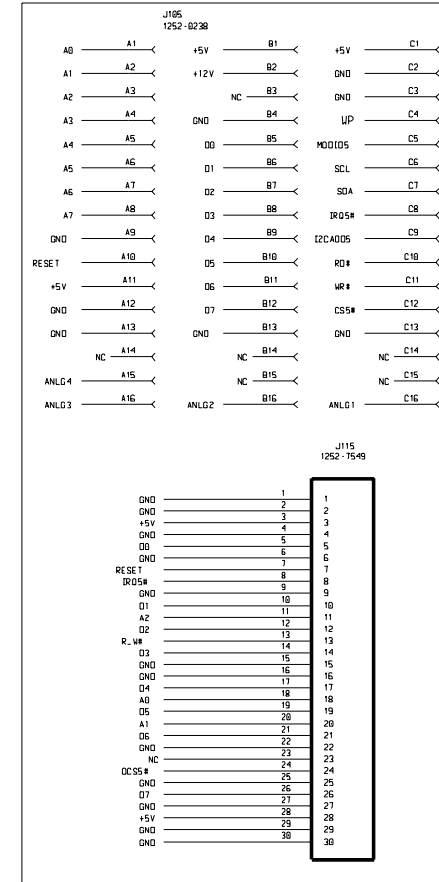 J105
1252-0238
A0 A1 +5V B1 +5V C1
A1 A2 +12V B2 GND C2
A2 A3 NC B3 GND C3
A3 A4 GND B4 WP C4
A4 A5 D0 B5 MODID5 C5
A5 A6 D1 B6 SCL C6
A6 A7 D2 B7 SDA C7
A7 A8 D3 B8 IRQ5# C8
GND A9 D4 B9 I2CADD5 C9
RESET A10 D5 B10 RD# C10
+5V A11 D6 B11 WR# C11
GND A12 D7 B12 CS5# C12
GND A13 GND B13 GND C13
NC A14 NC B14 NC C14
ANLG4 A15 NC B15 NC C15
ANLG3 A16 ANLG2 B16 ANLG1 C16
J115
1252-7549
GND 1 1
GND 2 2
+5V 3 3
GND 4 4
D0 5 5
GND 6 6
RESET 7 7
IRQ5# 8 8
GND 9 9
D1 10 10
A2 11 11
D2 12 12
R_W# 13 13
D3 14 14
GND 15 15
GND 16 16
D4 17 17
A0 18 18
D5 19 19
A1 20 20
D6 21 21
GND 22 22
NC 23 23
DCS5# 24 24
GND 25 25
D7 26 26
GND 27 27
+5V 28 28
GND 29 29
GND 30 30